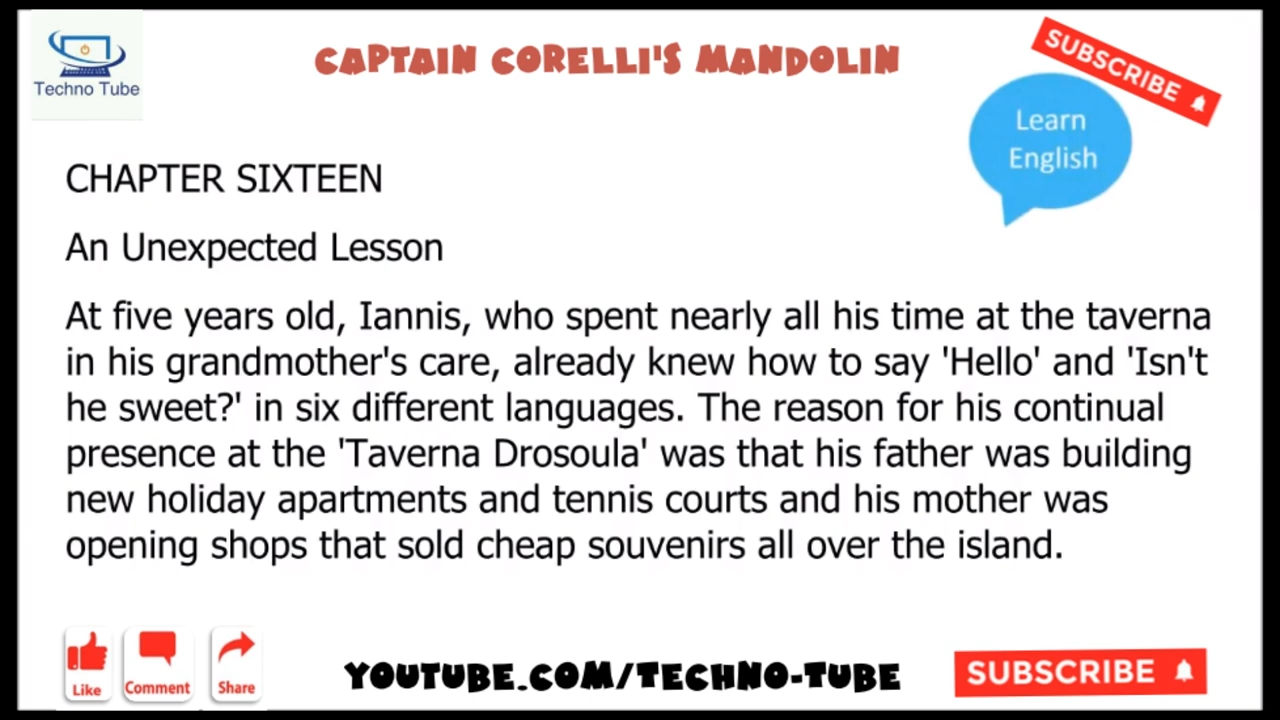 CAPTAIN CORELLI'S MANDOLIN
SUBSCRIBE
Techno Tube
Learn
English
CHAPTER SIXTEEN
An Unexpected Lesson
At five years old, Iannis, who spent nearly all his time at the taverna
in his grandmother's care, already knew how to say 'Hello' and 'Isn't
he sweet?' in six different languages. The reason for his continual
presence at the 'Taverna Drosoula' was that his father was building
new holiday apartments and tennis courts and his mother was
opening shops that sold cheap souvenirs all over the island.
Like
Comment
Share
YOUTUBE.COM/TECHNO-TUBE
SUBSCRIBE